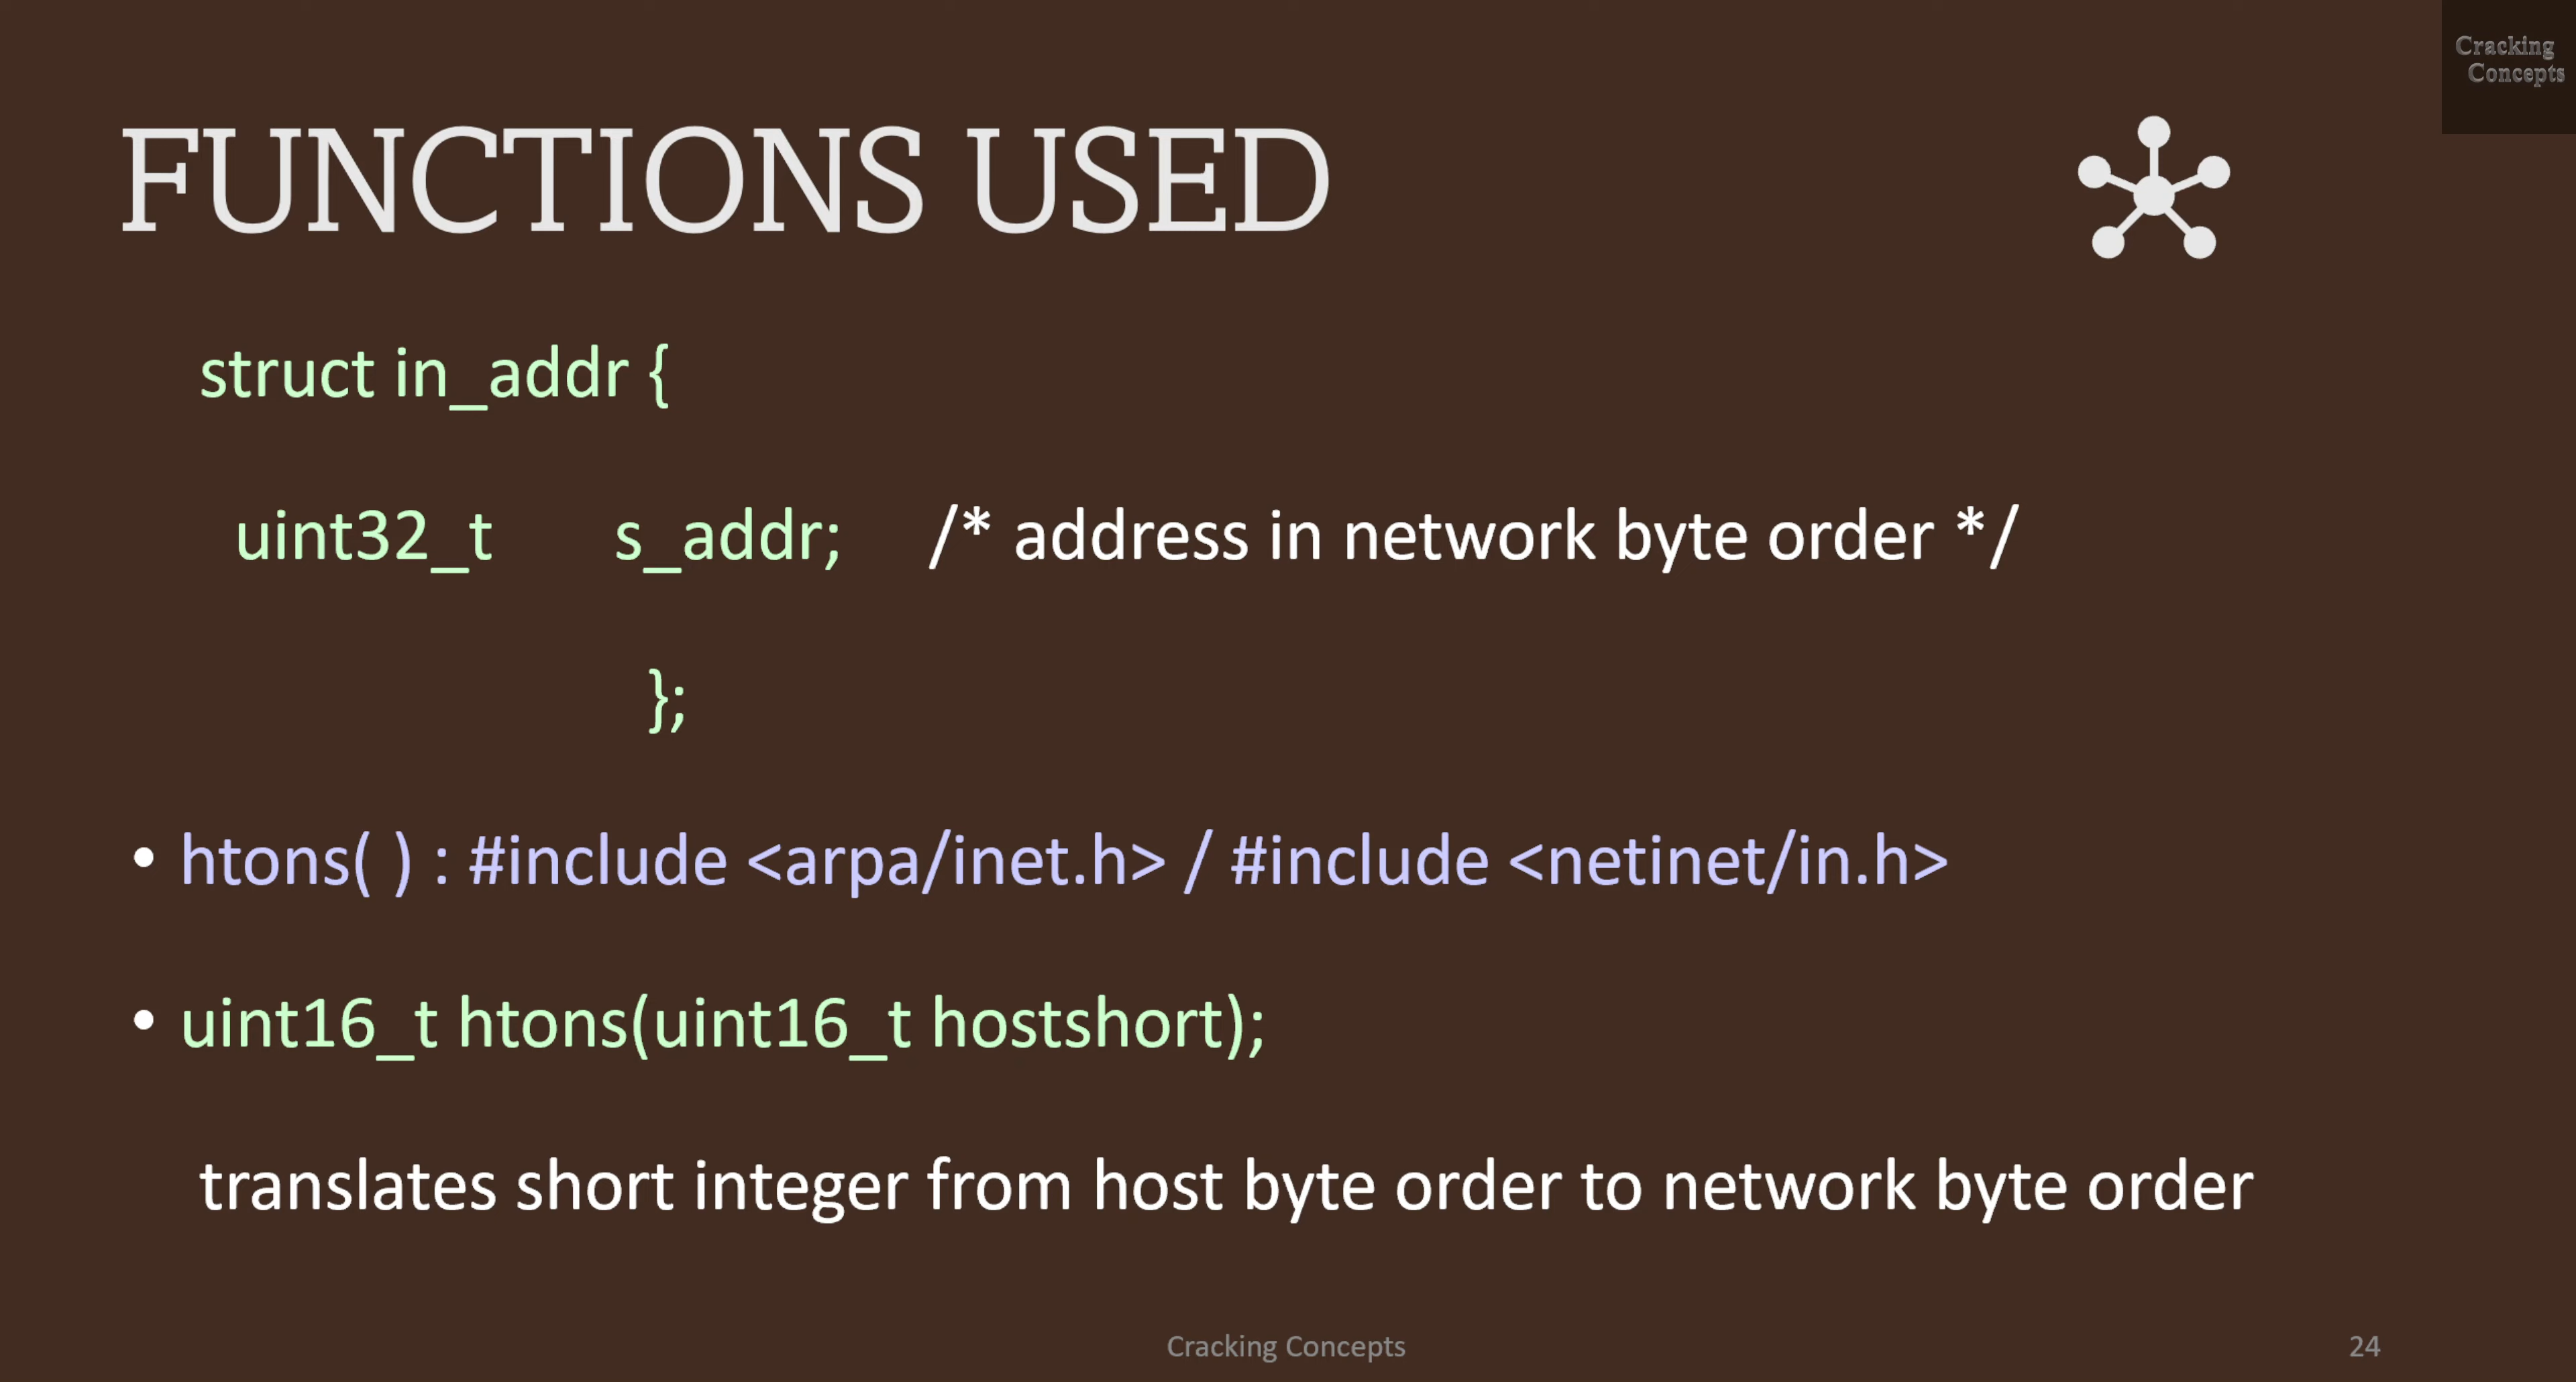 Cracking
Concepts
FUNCTIONS USED
struct in_addr {
uint32_t s_addr; /* address in network byte order */
};
• htons( ) : #include <arpa/inet.h> / #include <netinet/in.h>
• uint16_t htons(uint16_t hostshort);
translates short integer from host byte order to network byte order
Cracking Concepts
24